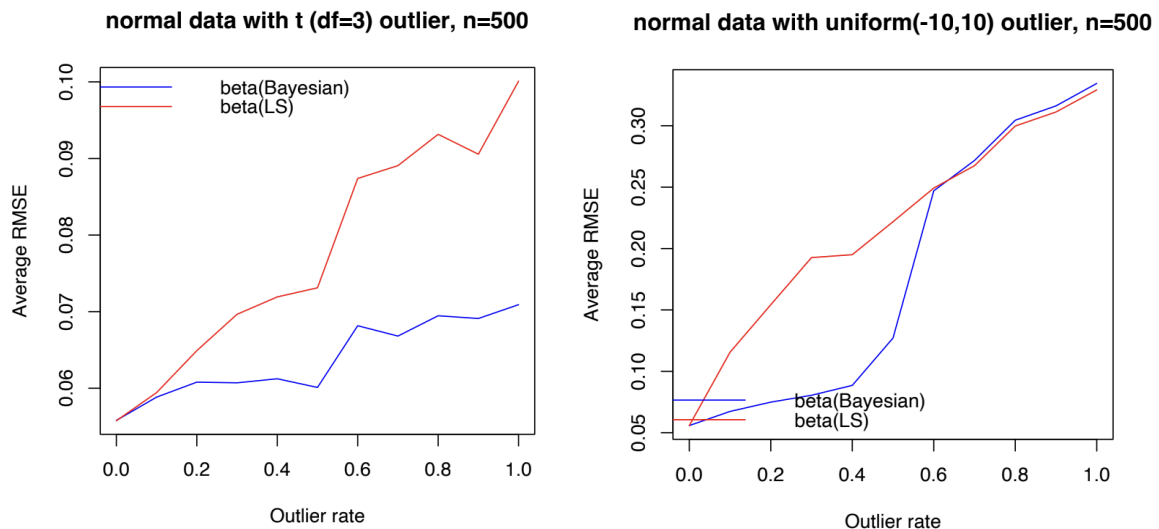 normal data with t (df=3) outlier, n=500
beta(Bayesian)
beta(LS)
Average RMSE
0.10
0.09
0.08
0.07
0.06
0.0 0.2 0.4 0.6 0.8 1.0
Outlier rate
normal data with uniform(-10,10) outlier, n=500
Average RMSE
0.30
0.25
0.20
0.15
0.10
0.05
beta(Bayesian)
beta(LS)
0.0 0.2 0.4 0.6 0.8 1.0
Outlier rate